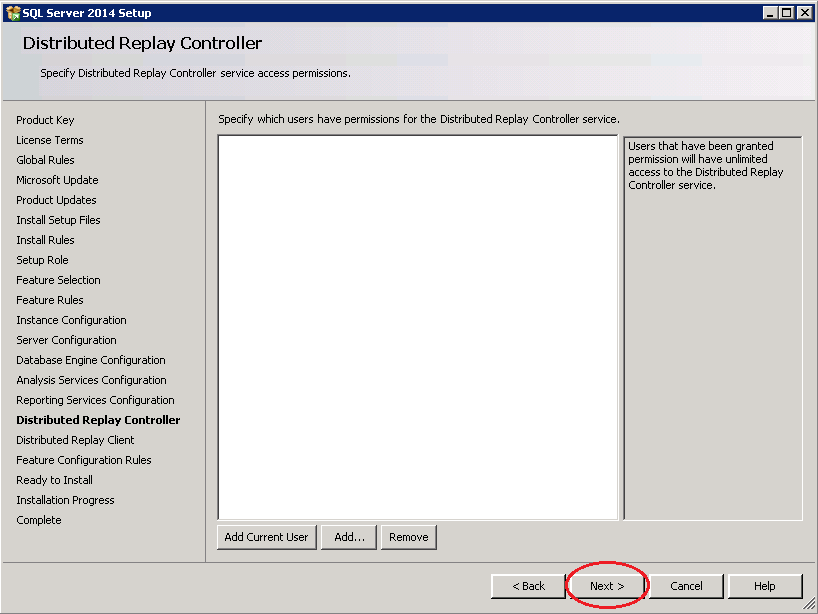 SQL Server 2014 Setup
Distributed Replay Controller
Specify Distributed Replay Controller service access permissions.
Product Key
License Terms
Global Rules
Microsoft Update
Product Updates
Install Setup Files
Install Rules
Setup Role
Feature Selection
Feature Rules
Instance Configuration
Server Configuration
Database Engine Configuration
Analysis Services Configuration
Reporting Services Configuration
Distributed Replay Controller
Distributed Replay Client
Feature Configuration Rules
Ready to Install
Installation Progress
Complete
Specify which users have permissions for the Distributed Replay Controller service.
Users that have been granted
permission will have unlimited
access to the Distributed Replay
Controller service.
Add Current User
Add...
Remove
< Back
Next >
Cancel
Help